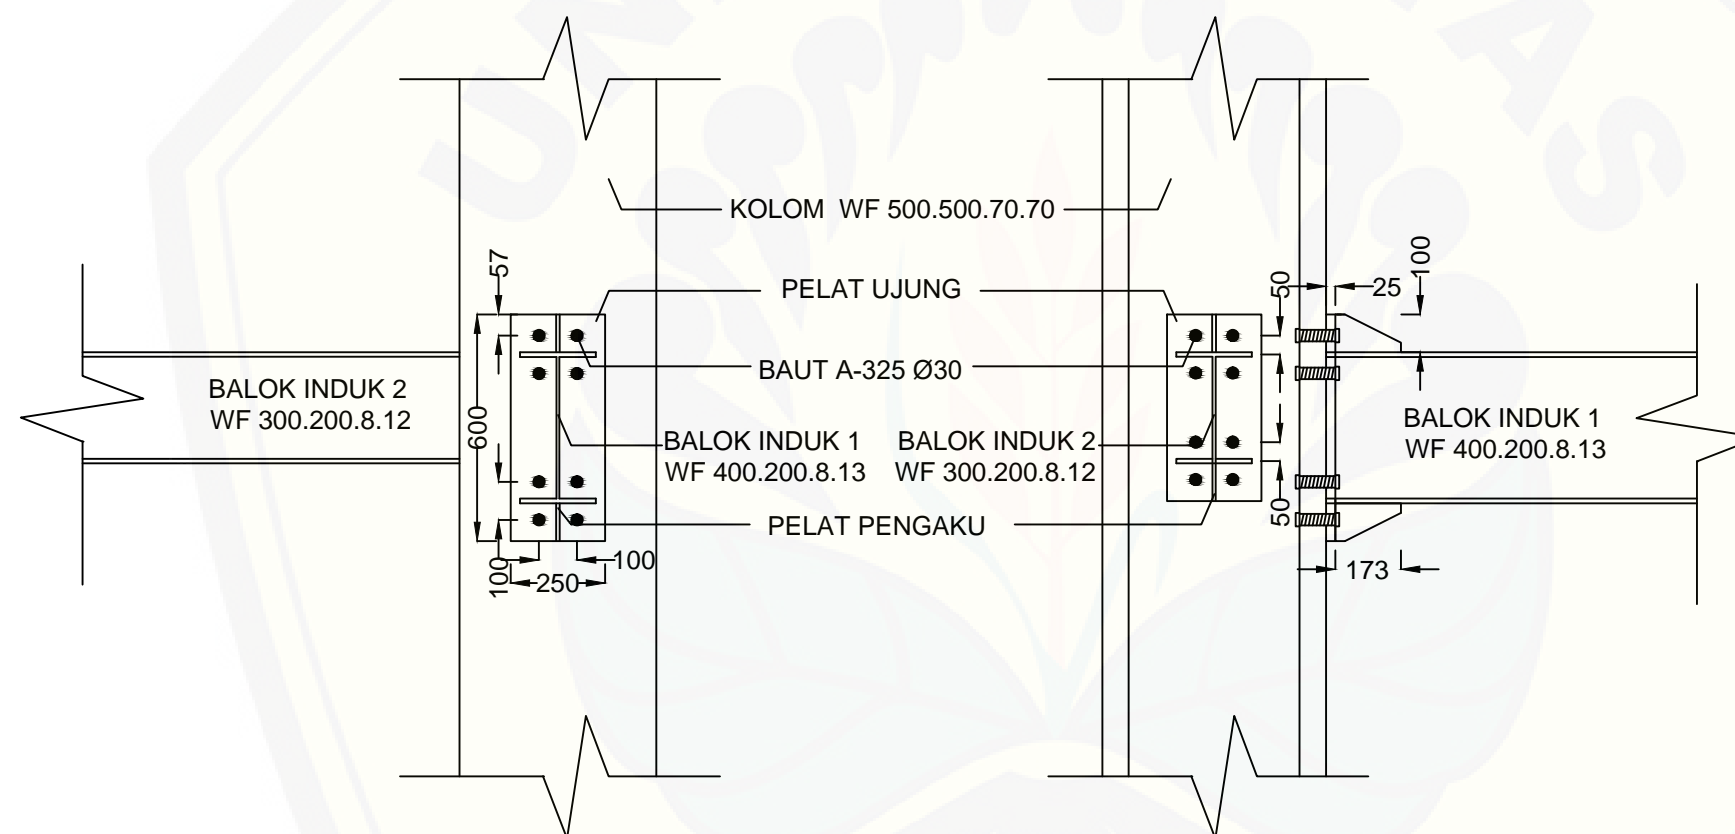 UNIVERSITAS
KOLOM WF 500.500.70.70
57
100
50
25
PELAT UJUNG
BAUT A-325 Ø30
BALOK INDUK 2
WF 300.200.8.12
600
BALOK INDUK 1
WF 400.200.8.13
BALOK INDUK 2
WF 300.200.8.12
BALOK INDUK 1
WF 400.200.8.13
PELAT PENGAKU
50
100
100
250
173